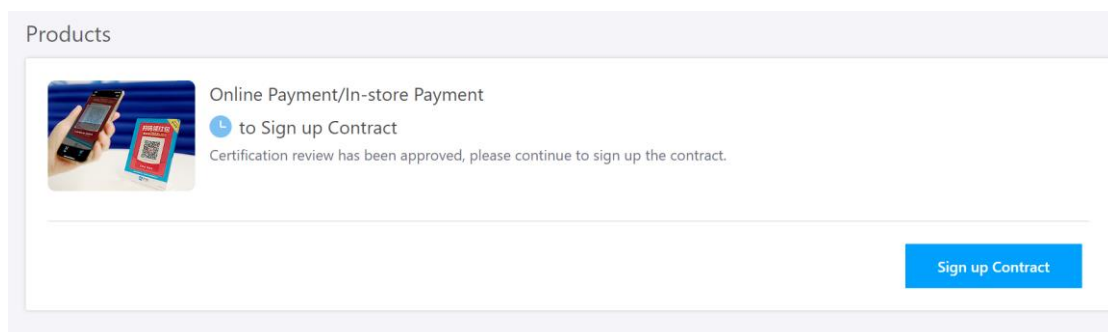 Products
Online Payment/In-store Payment
to Sign up Contract
Certification review has been approved, please continue to sign up the contract.
Sign up Contract